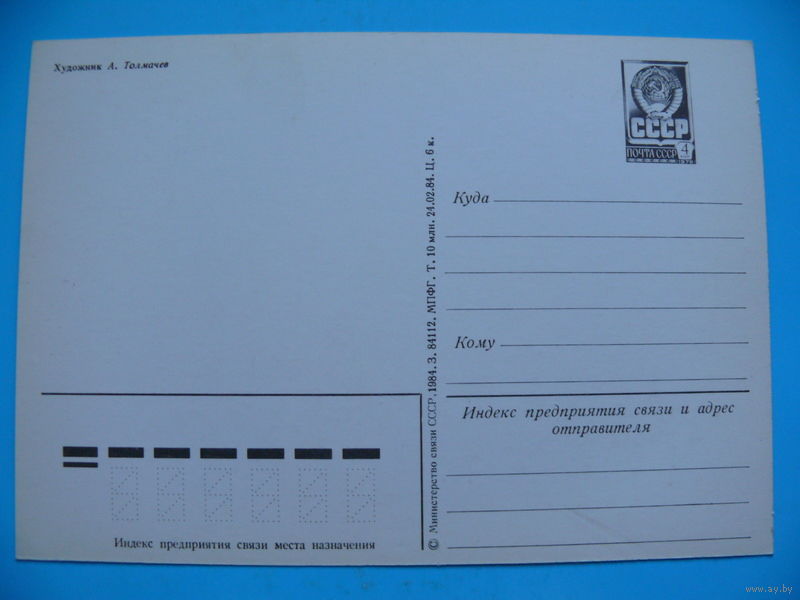 Художник А. Толмачев
СССР
ПОЧТА СССР 4
1976
Куда
Кому
© Министерство связи СССР, 1984. З. 84112. МПФГ. Т. 10 млн. 24.02.84. Ц. 6 к.
Индекс предприятия связи и адрес
отправителя
Индекс предприятия связи места назначения
www.ay.by